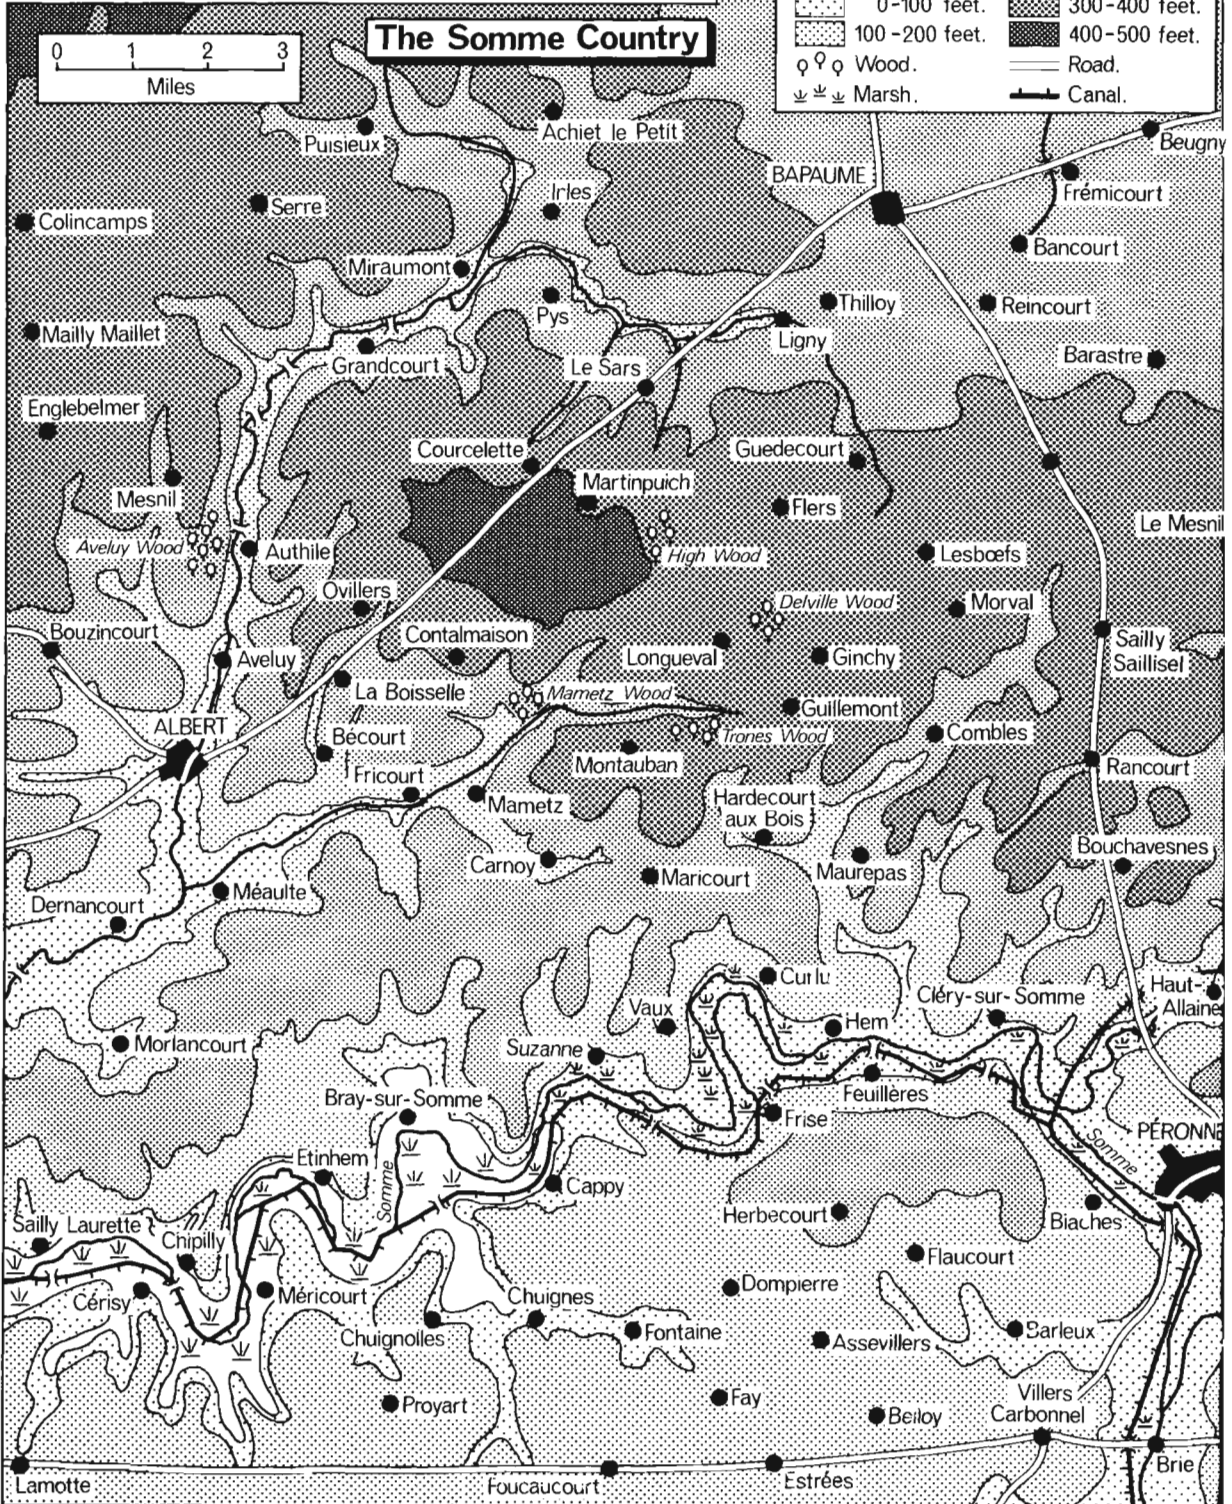 The Somme Country
0 1 2 3
Miles
0-100 feet.
300-400 feet.
100-200 feet.
400-500 feet.
Wood.
Road.
Marsh.
Canal.
Puisieux
Achiet le Petit
Beugny
BAPAUME
Frémicourt
Irles
Serre
Colincamps
Bancourt
Miraumont
Pys
Thilloy
Reincourt
Mailly Maillet
Ligny
Grandcourt
Le Sars
Barastre
Englebelmer
Courcelette
Guedecourt
Martinpuich
Mesnil
Flers
Le Mesnil
Aveluy Wood
Authile
High Wood
Lesbœfs
Ovillers
Delville Wood
Morval
Bouzincourt
Contalmaison
Sailly
Saillisel
Aveluy
Longueval
Ginchy
La Boisselle
Mametz Wood
Guillemont
ALBERT
Bécourt
Trones Wood
Combles
Montauban
Rancourt
Fricourt
Mametz
Hardecourt
aux Bois
Bouchavesnes
Carnoy
Maricourt
Maurepas
Méaulte
Dernancourt
Curlu
Haut-
Allaine
Cléry-sur-Somme
Vaux
Hem
Morlancourt
Suzanne
Feuillères
Bray-sur-Somme
Frise
PÉRONNE
Somme
Etinhem
Somme
Cappy
Herbecourt
Biaches
Sailly Laurette
Chipilly
Flaucourt
Dompierre
Cérisy
Méricourt
Chuignes
Chuignolles
Fontaine
Assevillers
Barleux
Proyart
Fay
Belloy
Villers
Carbonnel
Lamotte
Foucaucourt
Estrées
Brie